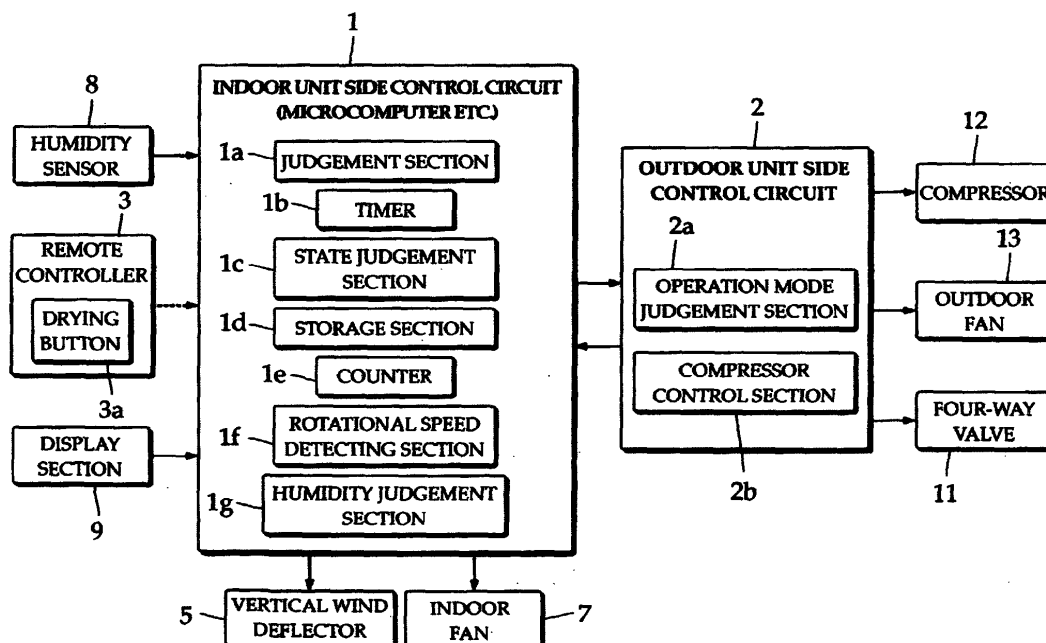 1
INDOOR UNIT SIDE CONTROL CIRCUIT
(MICROCOMPUTER ETC.)
8
HUMIDITY
SENSOR
1a
JUDGEMENT SECTION
1b
TIMER
3
REMOTE
CONTROLLER
DRYING
BUTTON
3a
1c
STATE JUDGEMENT
SECTION
1d
STORAGE SECTION
1e
COUNTER
DISPLAY
SECTION
9
1f
ROTATIONAL SPEED
DETECTING SECTION
1g
HUMIDITY JUDGEMENT
SECTION
2
OUTDOOR UNIT SIDE
CONTROL CIRCUIT
2a
OPERATION MODE
JUDGEMENT SECTION
COMPRESSOR
CONTROL SECTION
2b
12
COMPRESSOR
13
OUTDOOR
FAN
FOUR-WAY
VALVE
11
5
VERTICAL WIND
DEFLECTOR
INDOOR
FAN
7